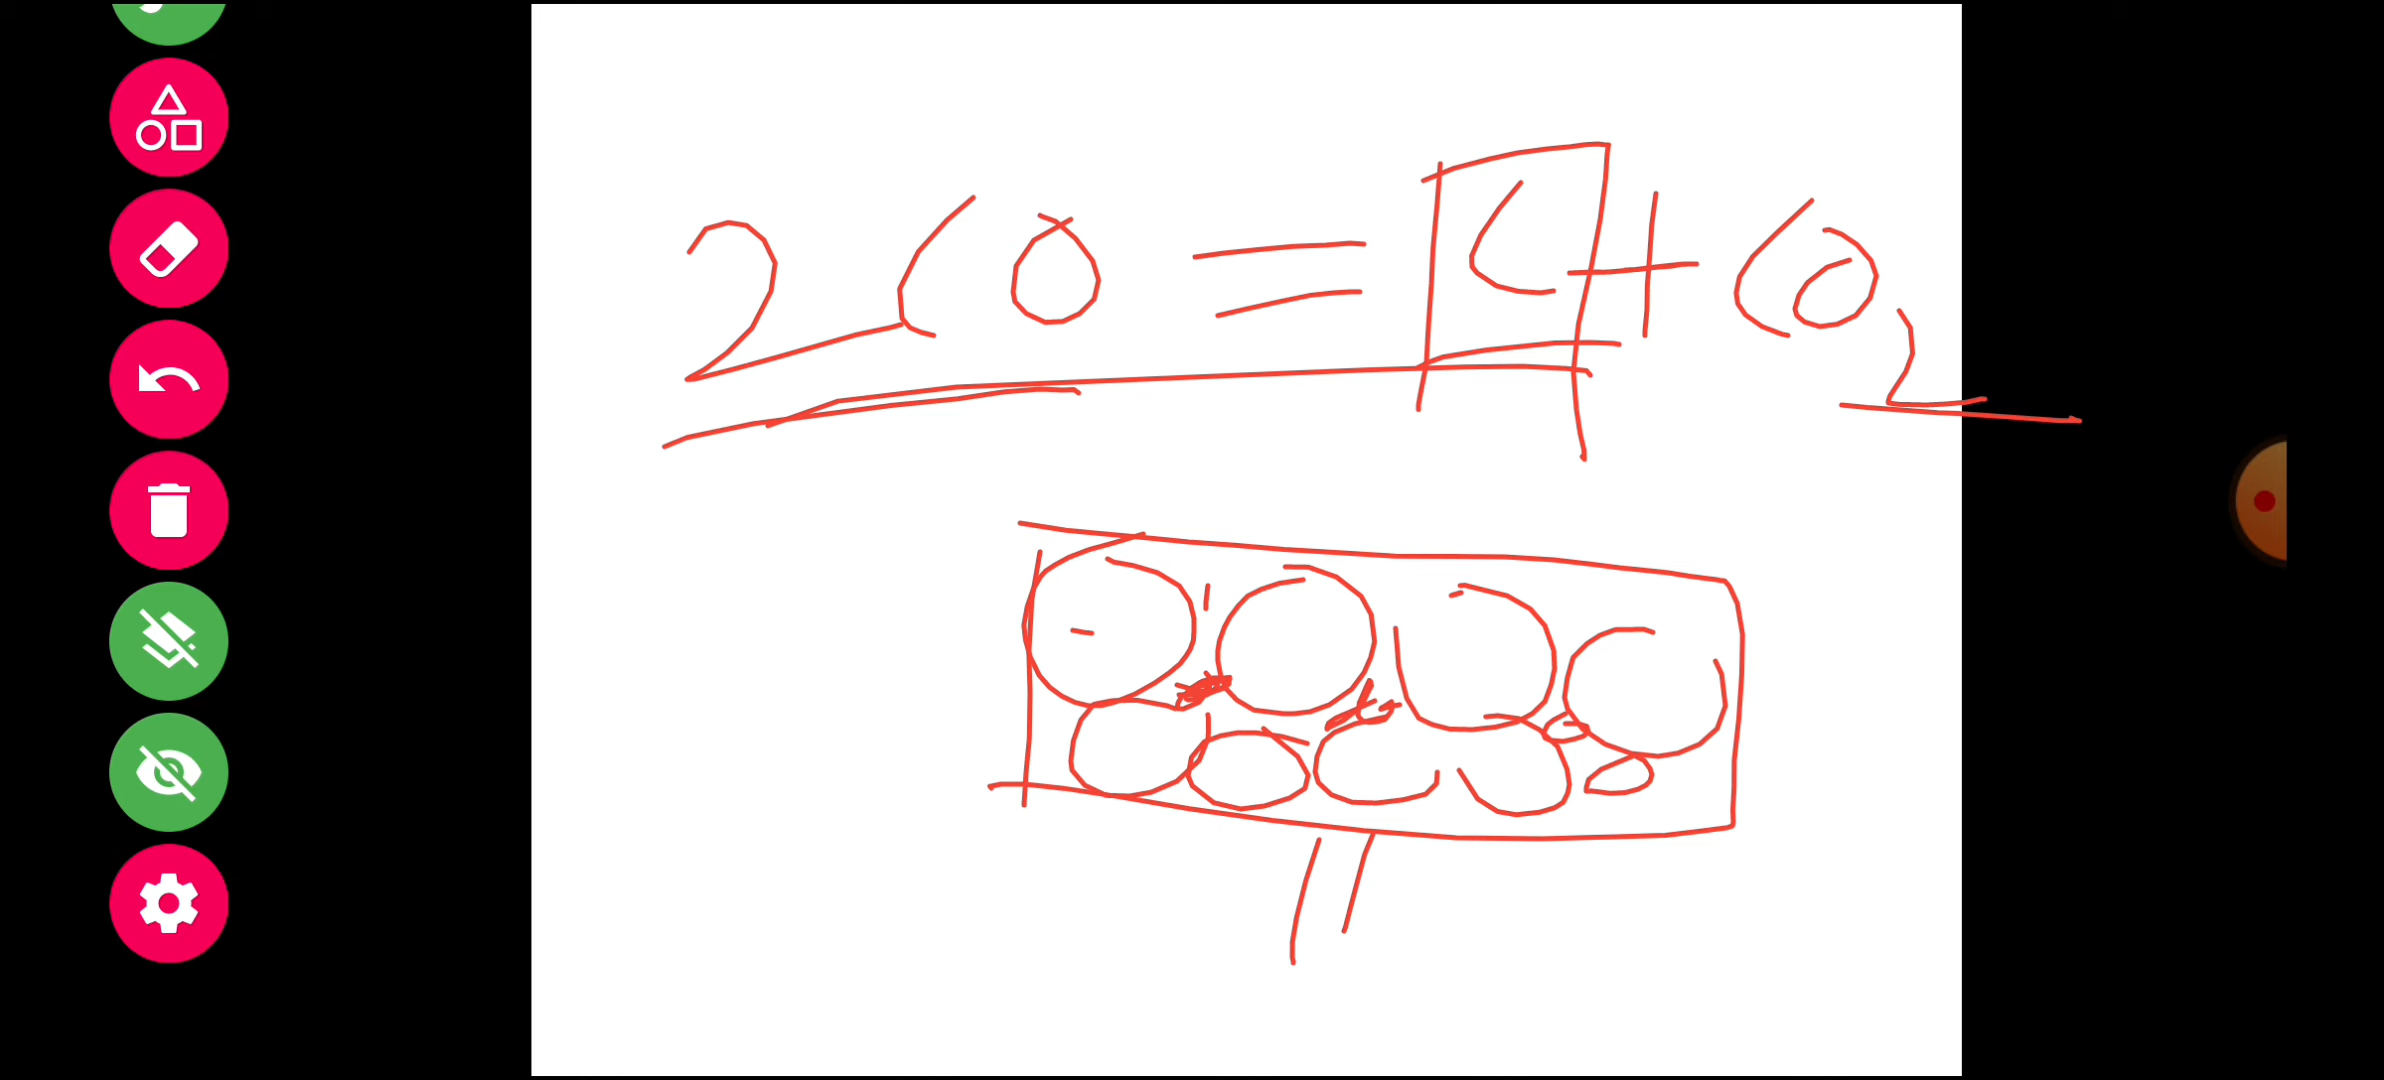 2CO = C + CO2